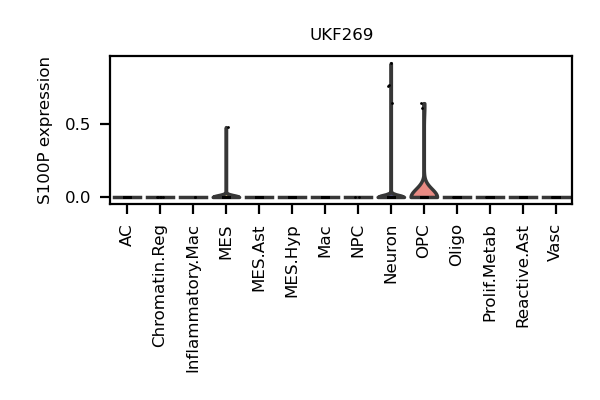 UKF269
S100P expression
0.5
0.0
AC
Chromatin.Reg
Inflammatory.Mac
MES
MES.Ast
MES.Hyp
Mac
NPC
Neuron
OPC
Oligo
Prolif.Metab
Reactive.Ast
Vasc